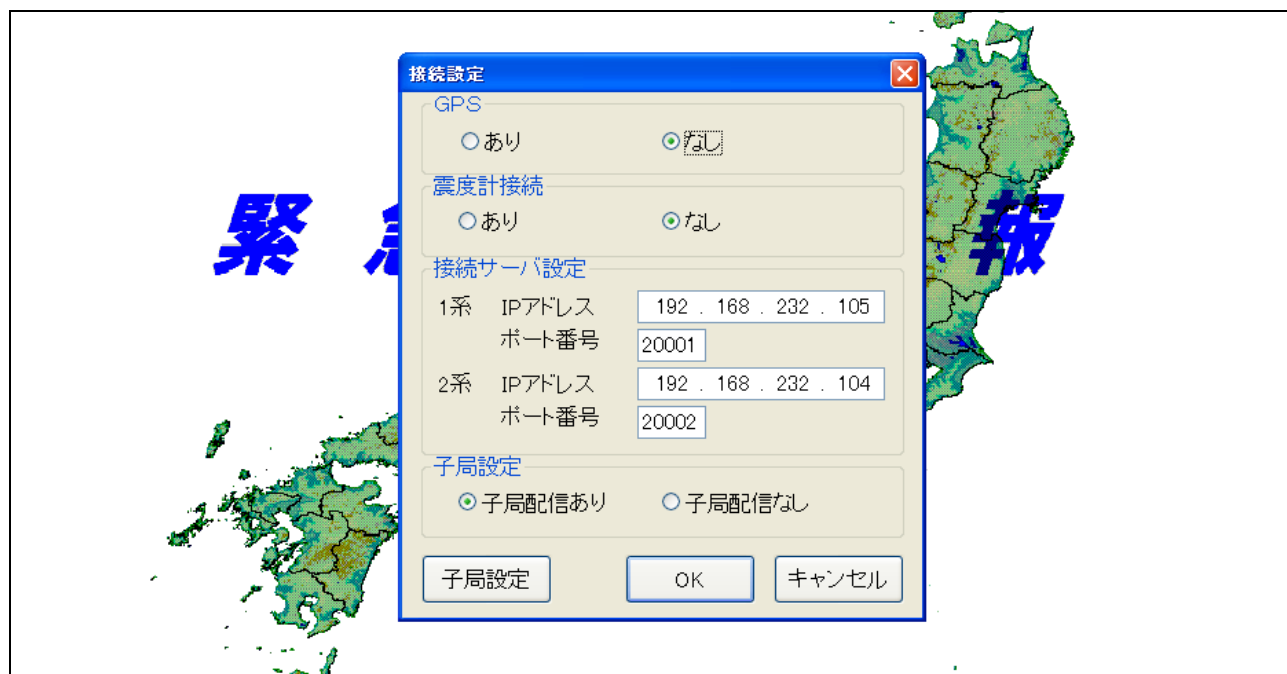 接続設定
GPS
あり なし
震度計接続
あり なし
緊 急 報
接続サーバ設定
1系 IPアドレス 192 . 168 . 232 . 105
ポート番号 20001
2系 IPアドレス 192 . 168 . 232 . 104
ポート番号 20002
子局設定
子局配信あり 子局配信なし
子局設定 OK キャンセル